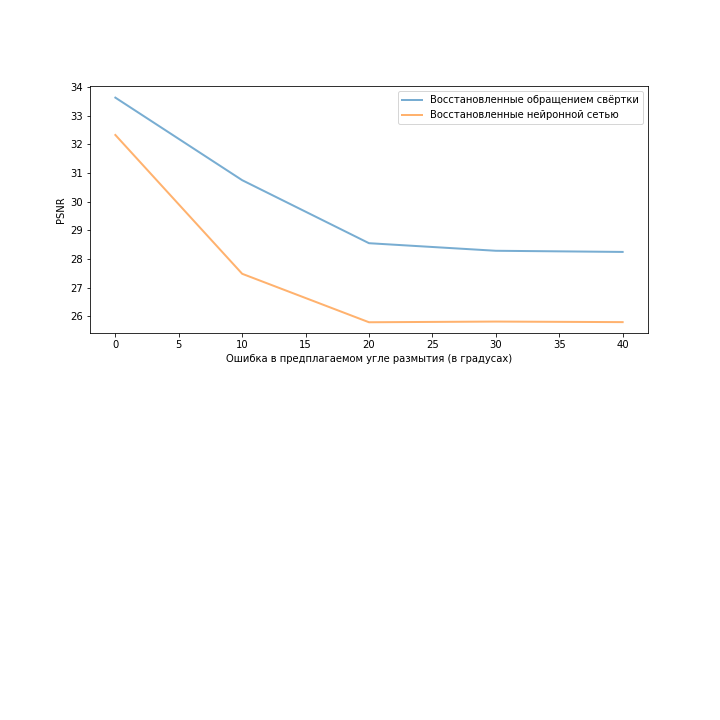 34
33
32
31
30
29
28
27
26
PSNR
Восстановленные обращением свёртки
Восстановленные нейронной сетью
0 5 10 15 20 25 30 35 40
Ошибка в предплагаемом угле размытия (в градусах)